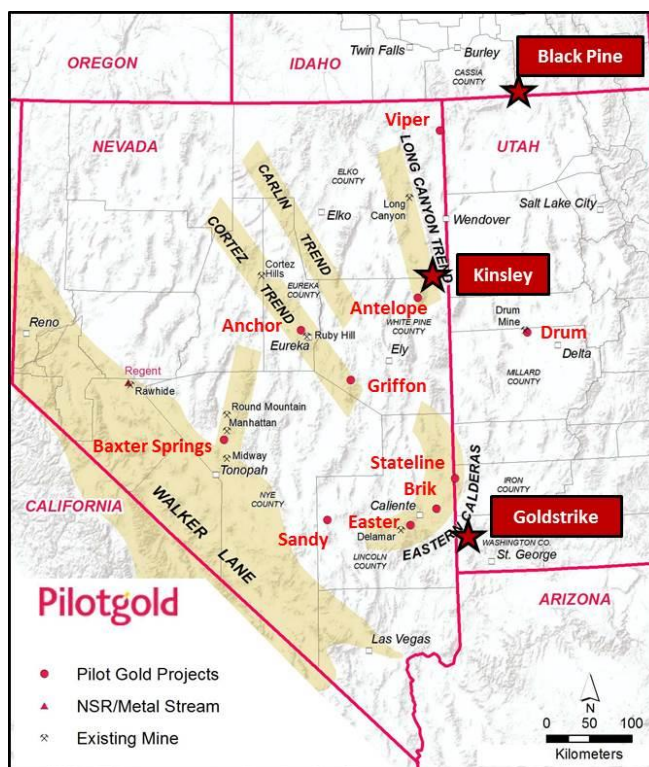 OREGON
IDAHO
Twin Falls
Burley
CASSIA
COUNTY
Black Pine
NEVADA
Viper
UTAH
ELKO
COUNTY
CARLIN
TREND
LONG CANYON TREND
Long
Canyon
Elko
Wendover
Salt Lake City
CORTEZ
TREND
Cortez
Hills
EUREKA
COUNTY
Kinsley
Antelope
WHITE PINE
COUNTY
Reno
Anchor
Eureka
Ruby Hill
Ely
Drum
Mine
Drum
Delta
MILLARD
COUNTY
Regent
Rawhide
Griffon
Round Mountain
Manhattan
Baxter Springs
Midway
Tonopah
Stateline
Brik
IRON
COUNTY
CALIFORNIA
WALKER
LANE
NYE
COUNTY
Sandy
Caliente
Easter
Delamar
EASTERN CALDERAS
Goldstrike
WASHINGTON CO.
St. George
LINCOLN
COUNTY
ARIZONA
Pilotgold
Las Vegas
Pilot Gold Projects
NSR/Metal Stream
Existing Mine
N
0 50 100
Kilometers